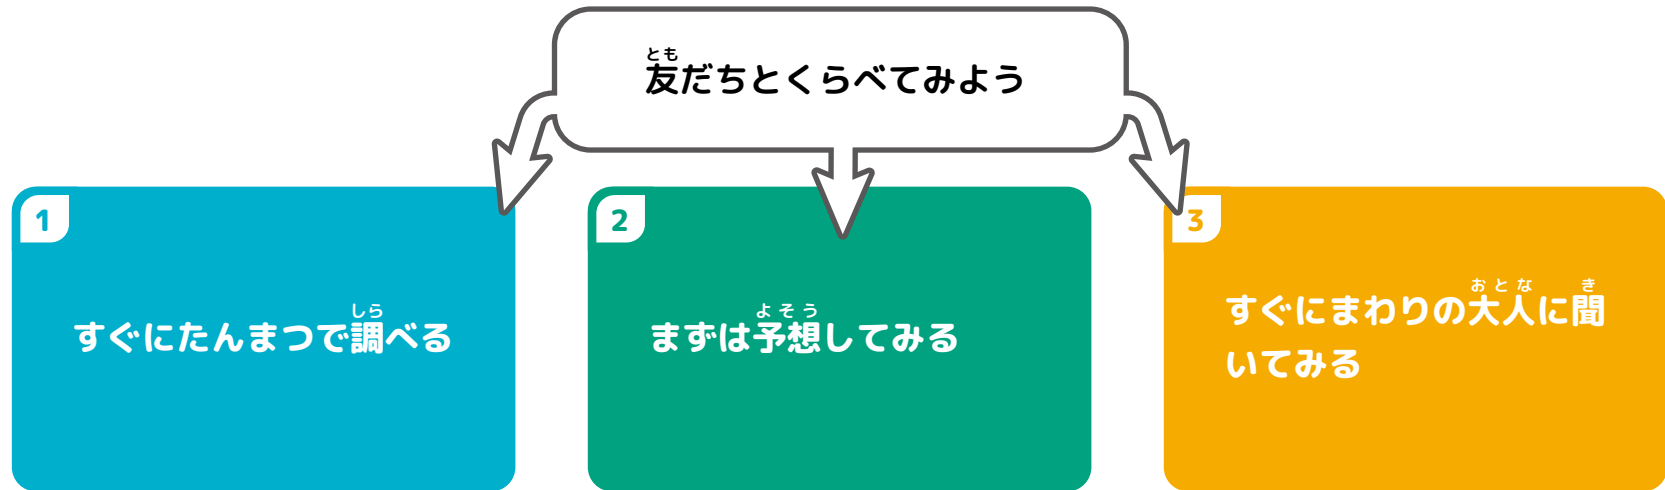 とも
友だちとくらべてみよう
1
しら
すぐにたんまつで調べる
2
よそう
まずは予想してみる
3
おとな き
すぐにまわりの大人に聞
いてみる